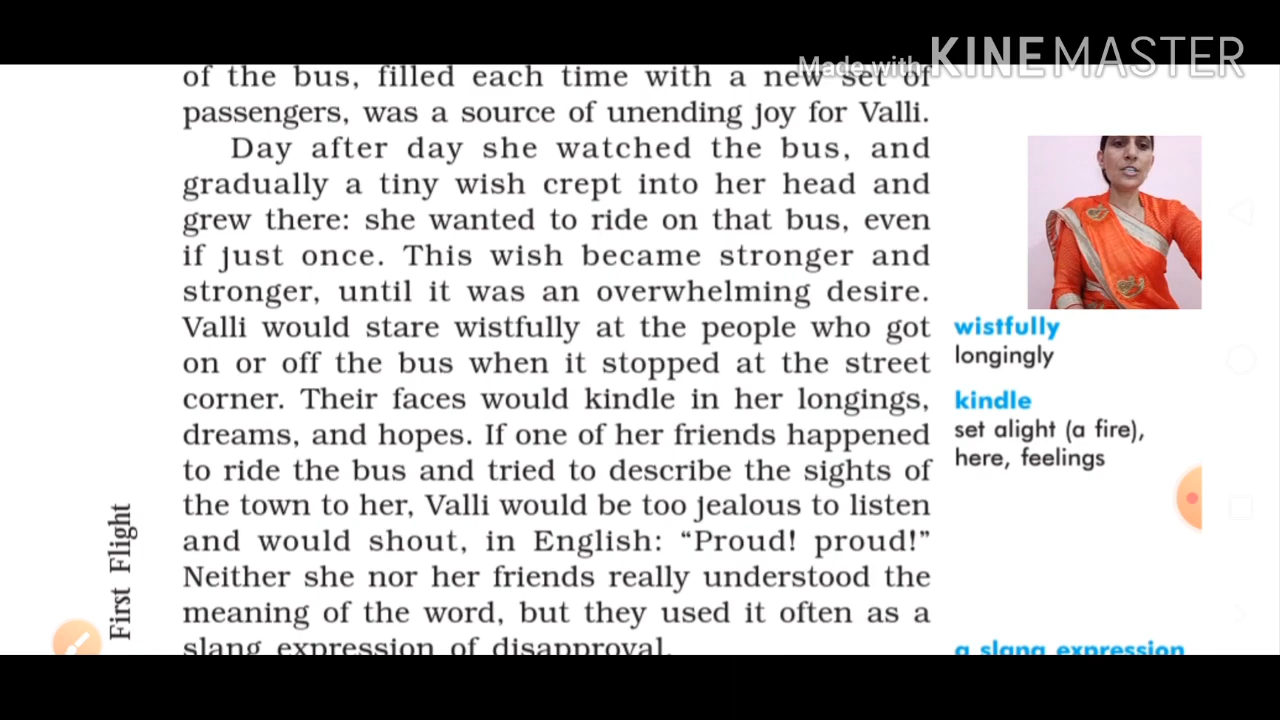 Made with KINEMASTER
of the bus, filled each time with a new set of
passengers, was a source of unending joy for Valli.
Day after day she watched the bus, and
gradually a tiny wish crept into her head and
grew there: she wanted to ride on that bus, even
if just once. This wish became stronger and
stronger, until it was an overwhelming desire.
Valli would stare wistfully at the people who got
on or off the bus when it stopped at the street
corner. Their faces would kindle in her longings,
dreams, and hopes. If one of her friends happened
to ride the bus and tried to describe the sights of
the town to her, Valli would be too jealous to listen
and would shout, in English: “Proud! proud!”
Neither she nor her friends really understood the
meaning of the word, but they used it often as a
slang expression of disapproval.
wistfully
longingly
kindle
set alight (a fire),
here, feelings
a slang expression
First Flight